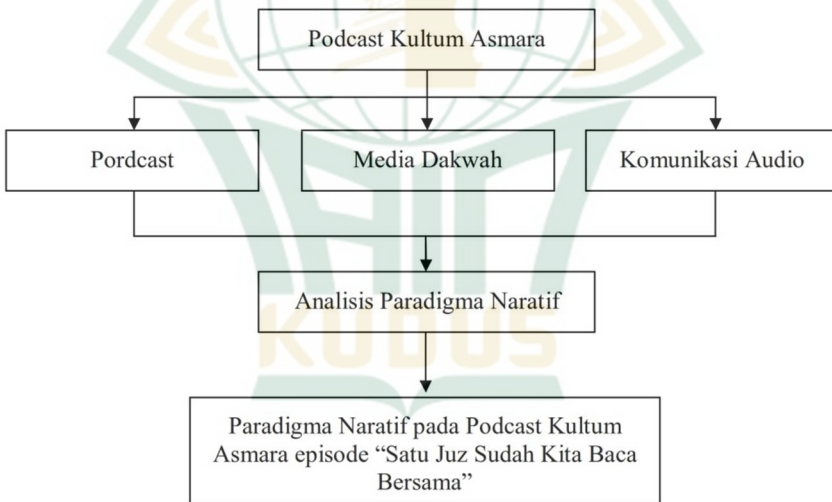 Podcast Kultum Asmara
Pordcast
Media Dakwah
Komunikasi Audio
Analisis Paradigma Naratif
KUDUS
Paradigma Naratif pada Podcast Kultum
Asmara episode “Satu Juz Sudah Kita Baca
Bersama”